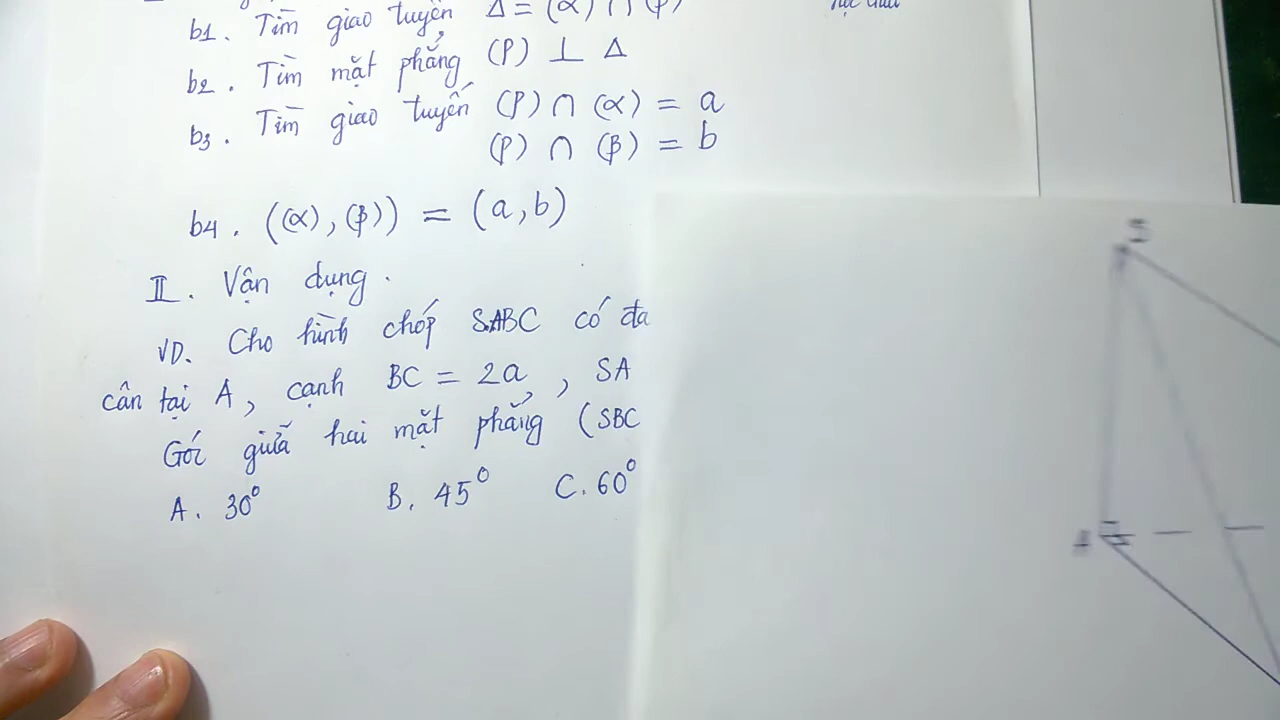 b1. Tìm giao tuyến Δ = (α) ∩ (β)
b2. Tìm mặt phẳng (P) ⊥ Δ
b3. Tìm giao tuyến (P) ∩ (α) = a
(P) ∩ (β) = b
b4. ((α), (β)) = (a, b)
II. Vận dụng.
VD. Cho hình chóp S.ABC có đá
cân tại A, cạnh BC = 2a, SA
Góc giữa hai mặt phẳng (SBC
A. 30° B. 45° C. 60°
S
A